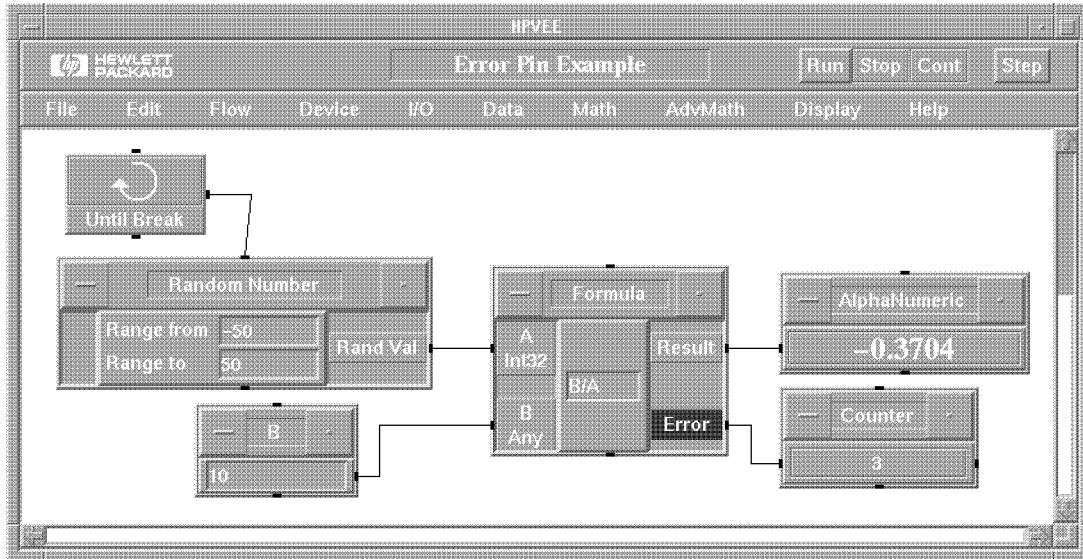 HPVEE
hp HEWLETT PACKARD
Error Pin Example
Run Stop Cont Step
File Edit Flow Device I/O Data Math AdvMath Display Help
Until Break
Random Number
Range from -50
Range to 50
Rand Val
B
10
Formula
A
Int32
B
Any
B/A
Result
Error
AlphaNumeric
-0.3704
Counter
3